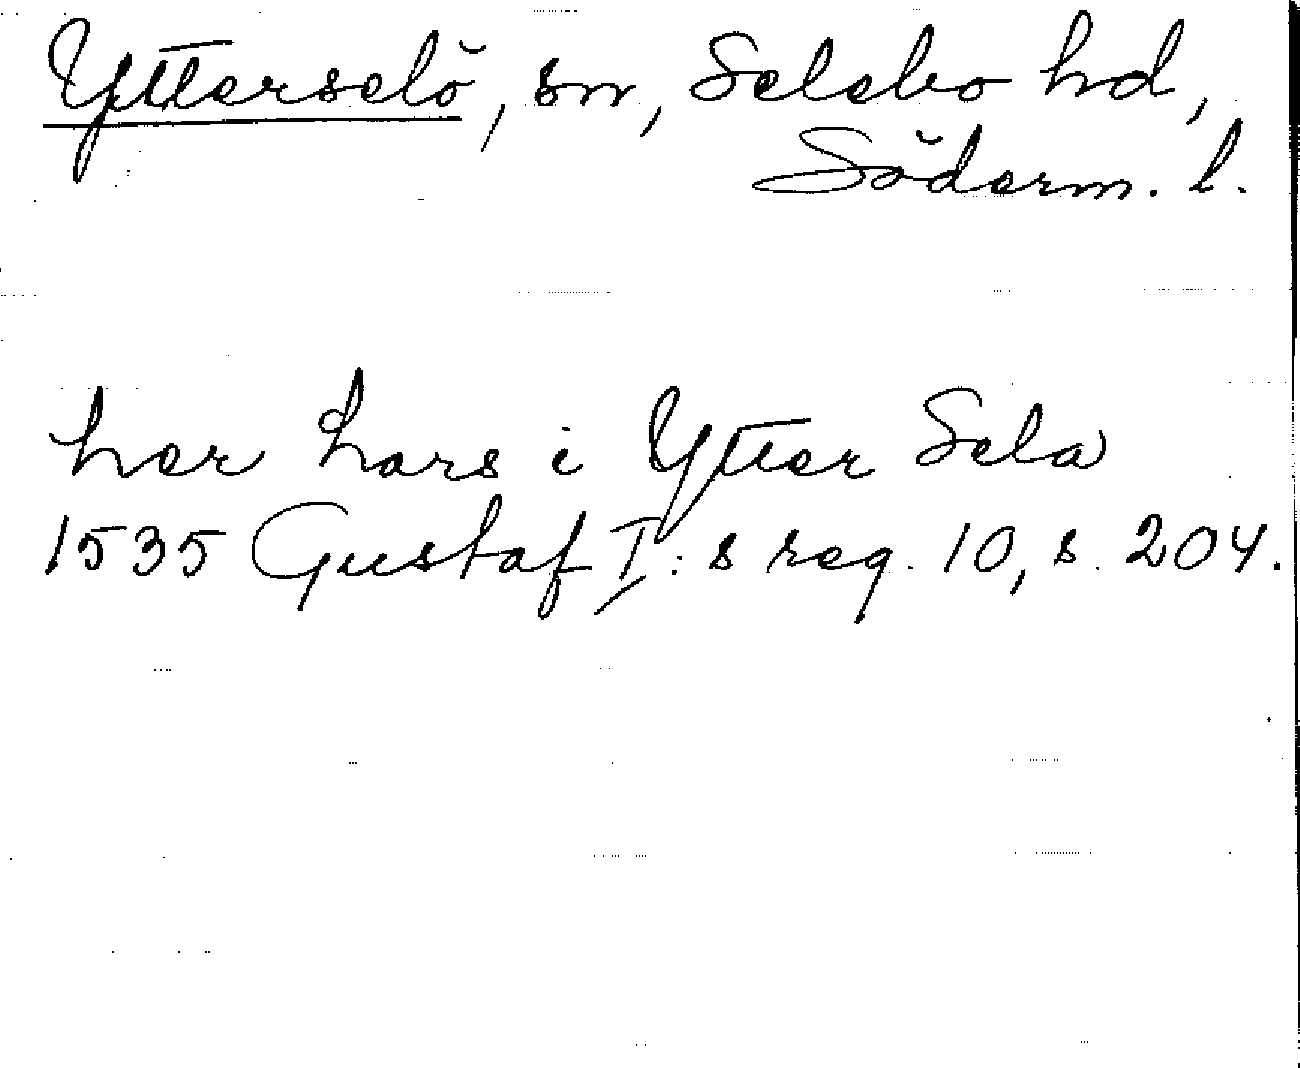 Ytterselö, sn, Selebo hd,
Söderm. l.
her Lars i Ytter Sela
1535 Gustaf I:s reg. 10, s. 204.